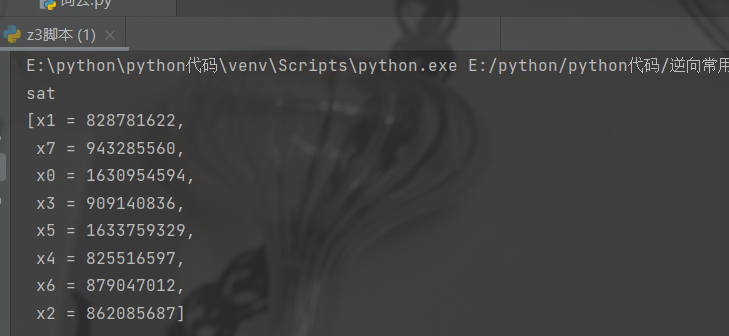 词云.py
z3脚本 (1)
E:\python\python代码\venv\Scripts\python.exe E:/python/python代码/逆向常用
sat
[x1 = 828781622,
x7 = 943285560,
x0 = 1630954594,
x3 = 909140836,
x5 = 1633759329,
x4 = 825516597,
x6 = 879047012,
x2 = 862085687]